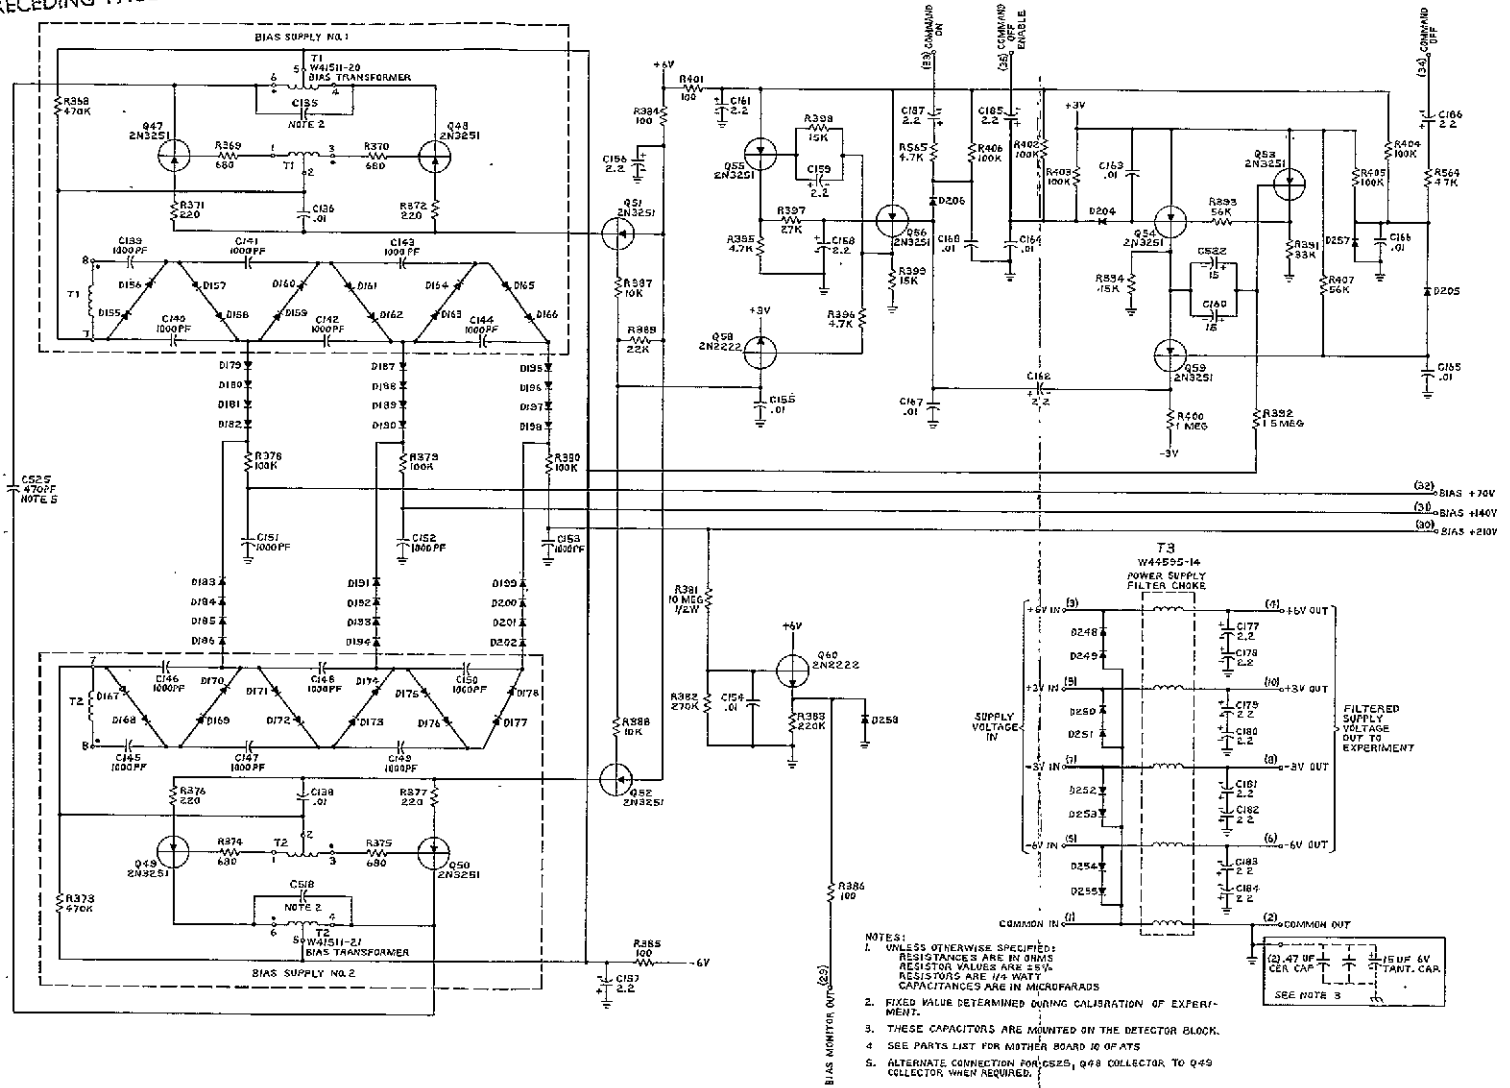 BIAS SUPPLY NO.1
T1
W41511-20
BIAS TRANSFORMER
6
5
4
C135
NOTE 2
R368
470K
Q47
2N3251
Q48
2N3251
R369
680
1
T1
3
2
R370
680
R371
220
C136
.01
R372
220
C139
1000PF
C141
1000PF
C143
1000PF
8
T1
7
D156
D157
D160
D161
D164
D165
D155
D158
D159
D162
D163
D166
C140
1000PF
C142
1000PF
C144
1000PF
D179
D180
D181
D182
D187
D188
D189
D190
D195
D196
D197
D198
R378
100K
R379
100K
R380
100K
C525
470PF
NOTE 5
C151
1000PF
C152
1000PF
C153
1000PF
D183
D184
D185
D186
D191
D192
D193
D194
D199
D200
D201
D202
7
T2
8
C146
1000PF
C148
1000PF
C150
1000PF
D167
D170
D171
D174
D175
D178
D168
D169
D172
D173
D176
D177
C145
1000PF
C147
1000PF
C149
1000PF
R376
220
C138
.01
R377
220
Q49
2N3251
R374
680
T2
1
2
3
R375
680
Q50
2N3251
R373
470K
C518
NOTE 2
6
4
T2
5
W41511-21
BIAS TRANSFORMER
BIAS SUPPLY NO.2
+6V
R384
100
R401
100
C161
2.2
C156
2.2
Q51
2N3251
R387
10K
R389
22K
R388
10K
Q52
2N3251
R385
100
-6V
C157
2.2
Q55
2N3251
R398
15K
C159
2.2
R397
27K
R395
4.7K
C158
2.2
Q56
2N3251
R399
15K
R396
4.7K
+3V
Q58
2N2222
C155
.01
(33) COMMAND ON
(35) COMMAND OFF ENABLE
(34) COMMAND OFF
C187
2.2
R565
4.7K
R406
100K
D206
C168
.01
C167
.01
C185
2.2
R402
100K
C164
.01
C162
2.2
+3V
R403
100K
C163
.01
D204
Q54
2N3251
R393
56K
Q53
2N3251
R391
33K
R394
15K
C522
15
C160
15
Q59
2N3251
R400
1 MEG
-3V
R392
1.5 MEG
R407
56K
R405
100K
R404
100K
D257
C166
.01
C186
2.2
R564
4.7K
D205
C165
.01
(32) BIAS +70V
(31) BIAS +140V
(30) BIAS +210V
R381
10 MEG
1/2W
+6V
Q60
2N2222
R382
270K
C154
.01
R383
220K
D258
R386
100
BIAS MONITOR OUT (29)
T3
W44595-14
POWER SUPPLY
FILTER CHOKE
SUPPLY
VOLTAGE
IN
+6V IN (3)
(4) +6V OUT
D248
D249
C177
2.2
C178
2.2
+3V IN (9)
(10) +3V OUT
D250
D251
C179
2.2
C180
2.2
-3V IN (7)
(8) -3V OUT
D252
D253
C181
2.2
C182
2.2
-6V IN (5)
(6) -6V OUT
D254
D255
C183
2.2
C184
2.2
COMMON IN (1)
(2) COMMON OUT
FILTERED
SUPPLY
VOLTAGE
OUT TO
EXPERIMENT
(2) .47 UF
CER CAP
15 UF 6V
TANT. CAP.
SEE NOTE 3
NOTES:
1. UNLESS OTHERWISE SPECIFIED:
RESISTANCES ARE IN OHMS
RESISTOR VALUES ARE ±5%
RESISTORS ARE 1/4 WATT
CAPACITANCES ARE IN MICROFARADS
2. FIXED VALUE DETERMINED DURING CALIBRATION OF EXPERI-
MENT.
3. THESE CAPACITORS ARE MOUNTED ON THE DETECTOR BLOCK.
4 SEE PARTS LIST FOR MOTHER BOARD 10 OF ATS
5. ALTERNATE CONNECTION FOR C525, Q48 COLLECTOR TO Q49
COLLECTOR WHEN REQUIRED.